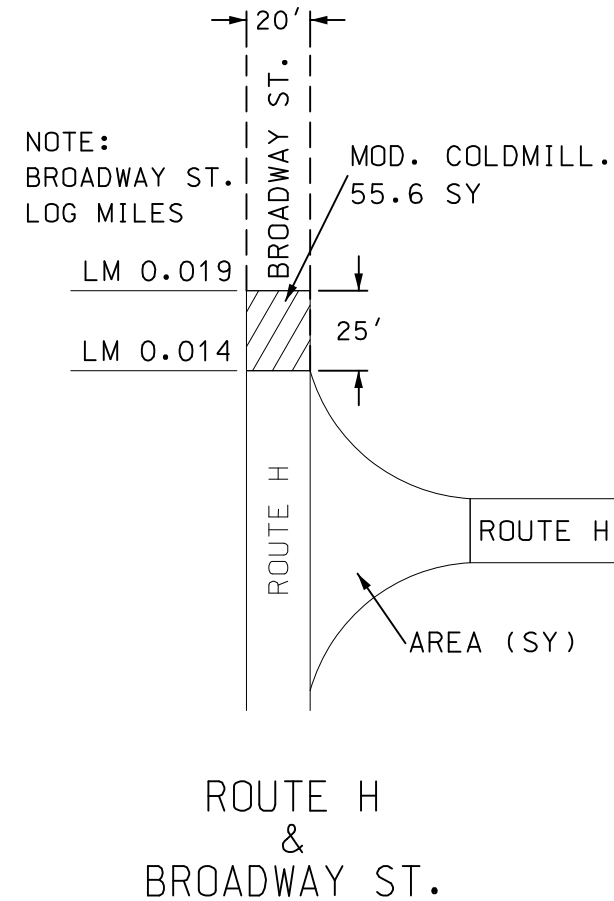 20'
BROADWAY ST.
NOTE:
BROADWAY ST.
LOG MILES
MOD. COLDMILL.
55.6 SY
LM 0.019
25'
LM 0.014
ROUTE H
ROUTE H
AREA (SY)
ROUTE H
&
BROADWAY ST.